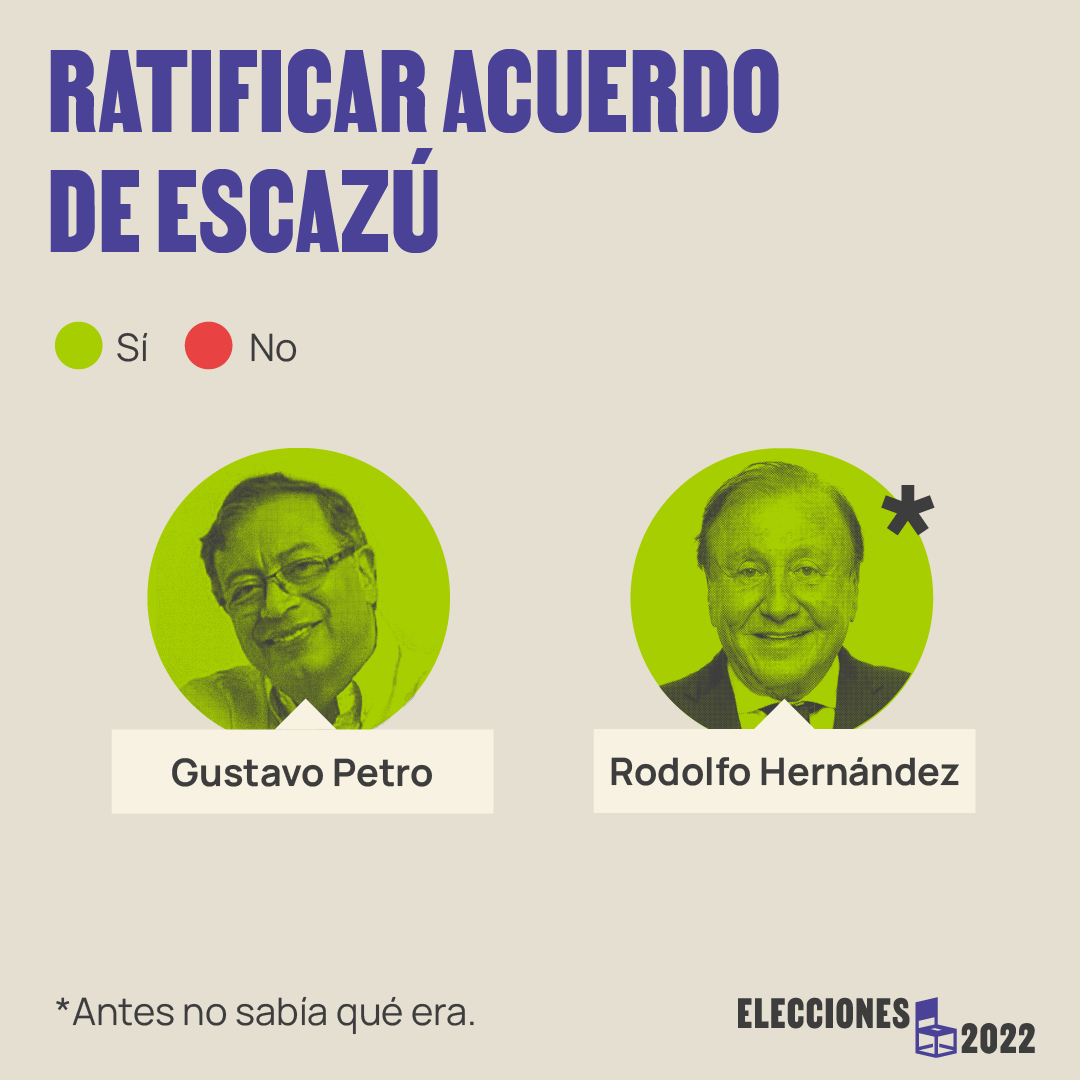 RATIFICAR ACUERDO
DE ESCAZÚ
Sí No
*
Gustavo Petro
Rodolfo Hernández
*Antes no sabía qué era.
ELECCIONES 2022